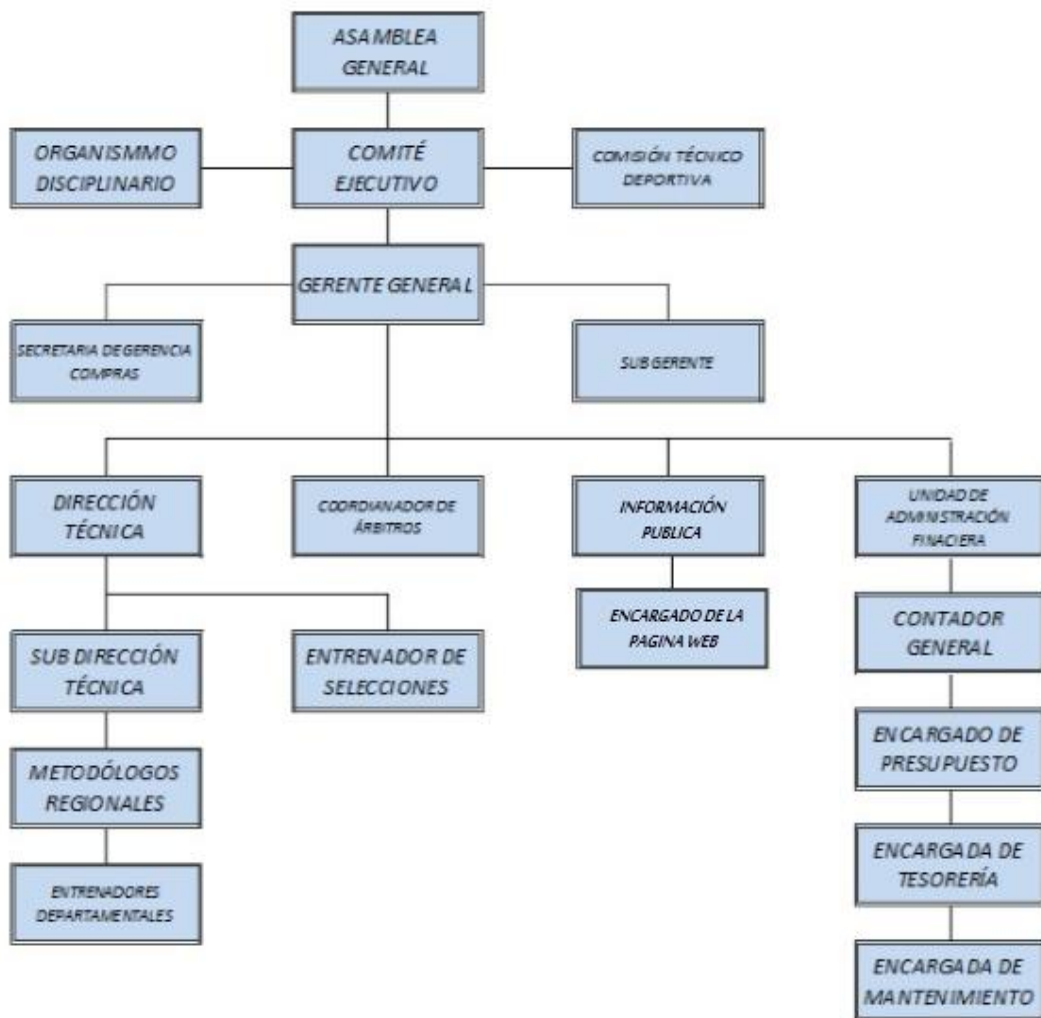 ASAMBLEA
GENERAL
ORGANISMMO
DISCIPLINARIO
COMITÉ
EJECUTIVO
COMISIÓN TÉCNICO
DEPORTIVA
GERENTE GENERAL
SECRETARIA DE GERENCIA
COMPRAS
SUB GERENTE
DIRECCIÓN
TÉCNICA
COORDIANADOR DE
ÁRBITROS
INFORMACIÓN
PUBLICA
UNIDAD DE
ADMINISTRACIÓN
FINACIERA
SUB DIRECCIÓN
TÉCNICA
ENTRENADOR DE
SELECCIONES
ENCARGADO DE LA
PAGINA WEB
CONTADOR
GENERAL
METODÓLOGOS
REGIONALES
ENCARGADO DE
PRESUPUESTO
ENTRENADORES
DEPARTAMENTALES
ENCARGADA DE
TESORERÍA
ENCARGADA DE
MANTENIMIENTO